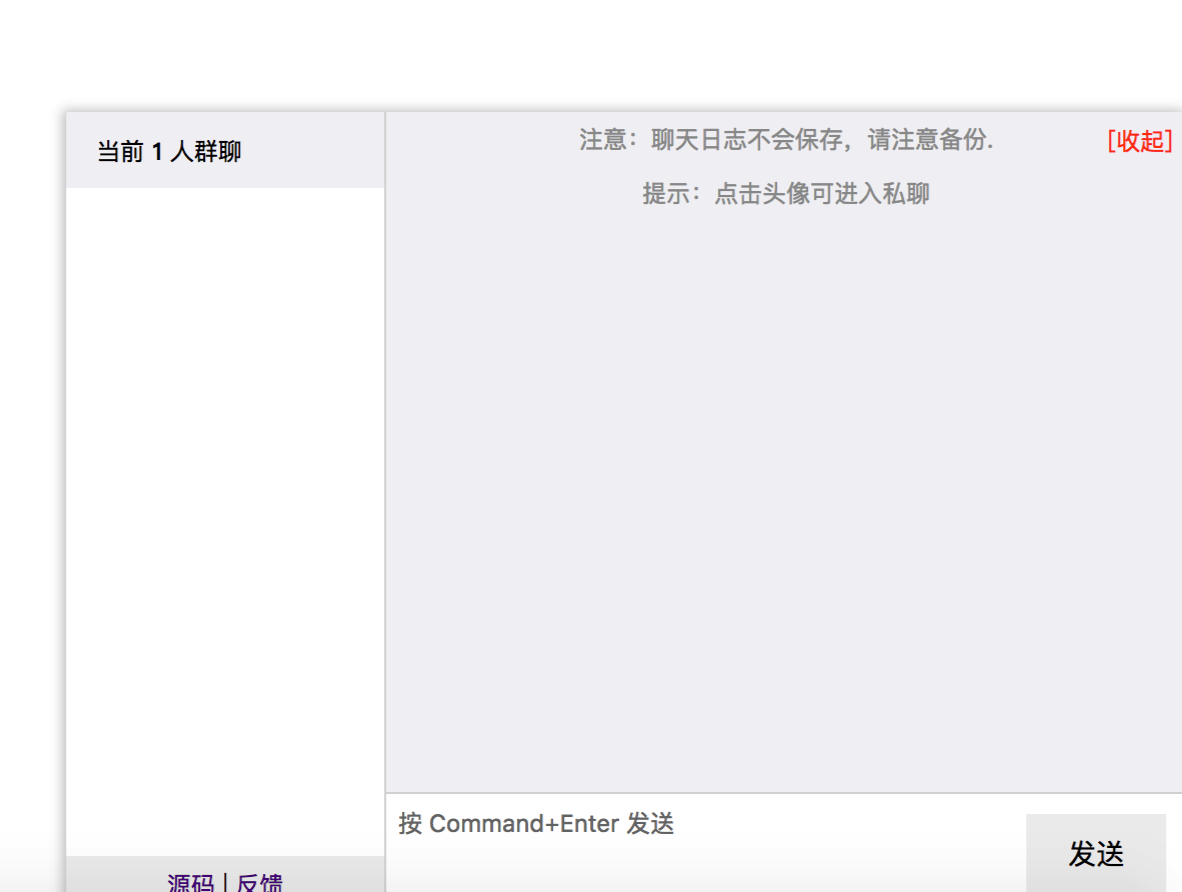 当前 1 人群聊
注意：聊天日志不会保存，请注意备份.
[收起]
提示：点击头像可进入私聊
按 Command+Enter 发送
发送
源码 | 反馈